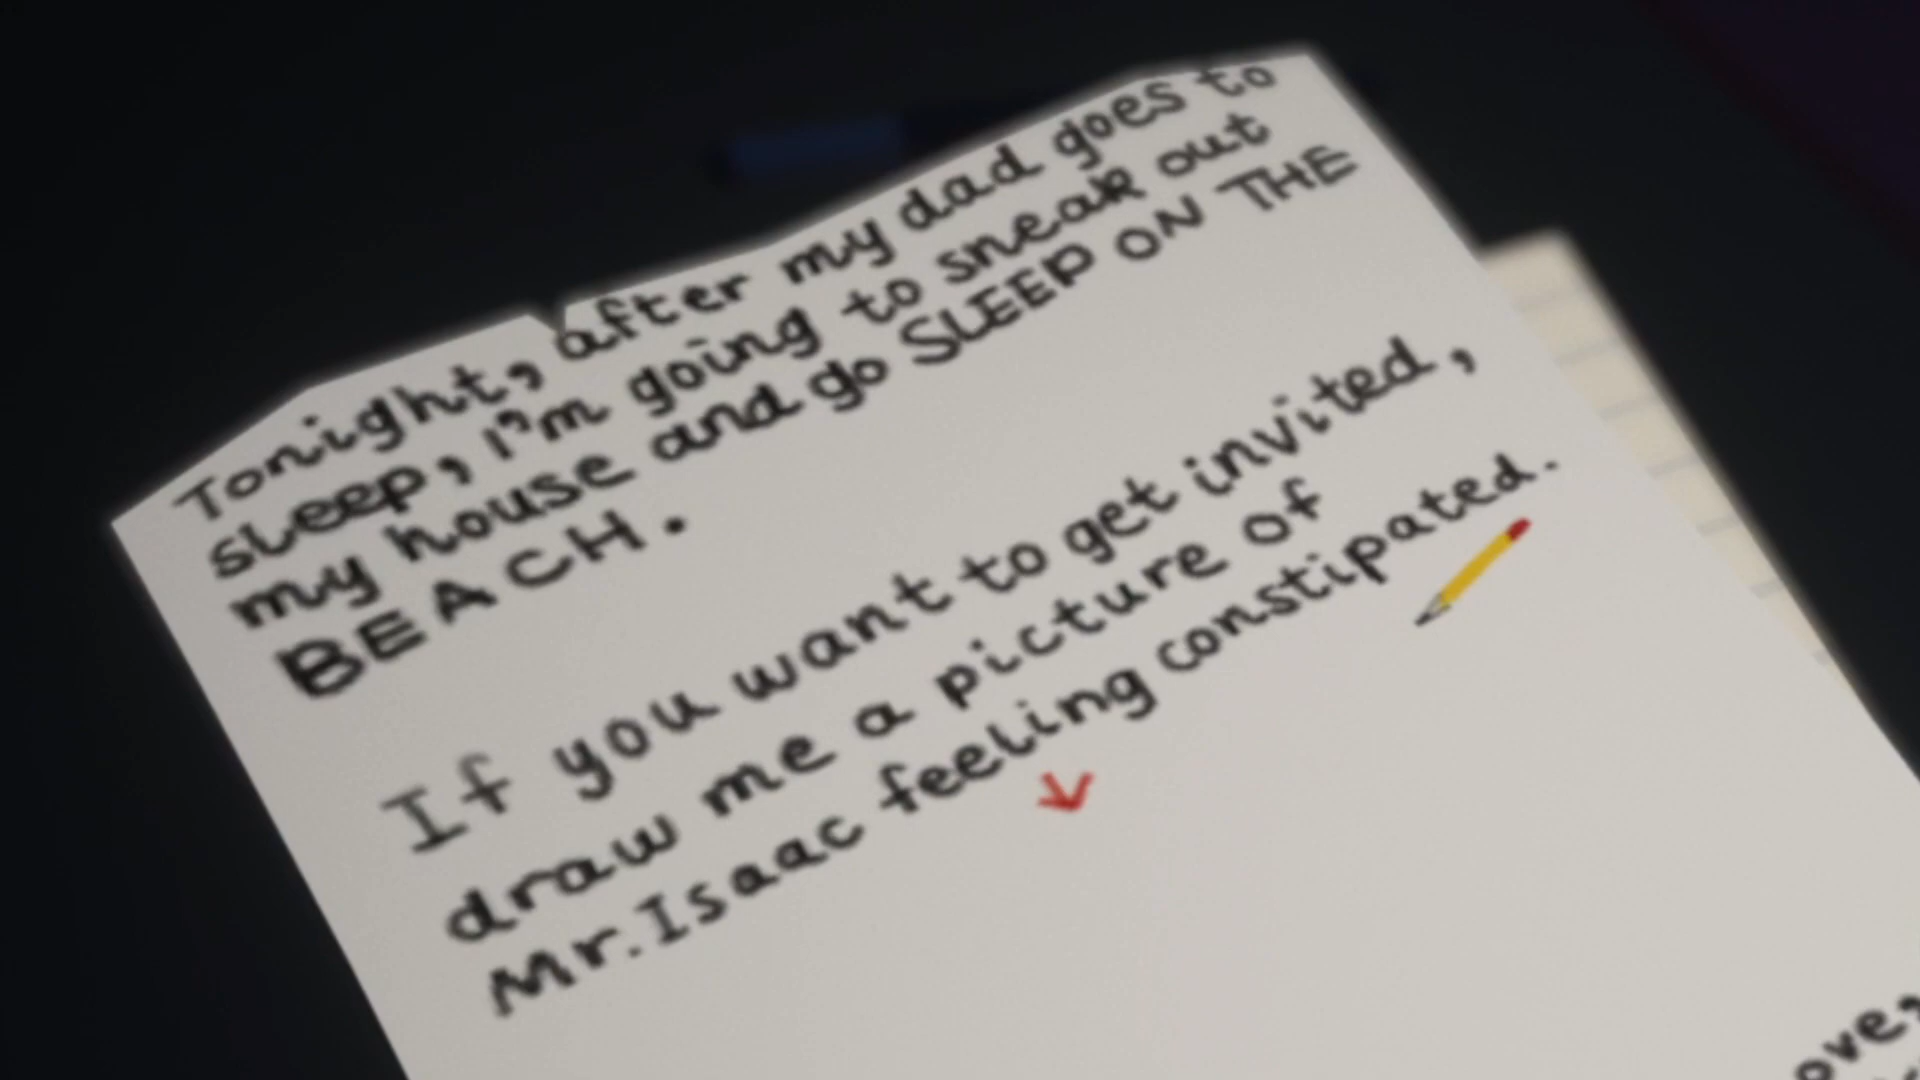 Tonight, after my dad goes to
sleep, I'm going to sneak out
my house and go SLEEP ON THE
BEACH.
If you want to get invited,
draw me a picture of
Mr. Isaac feeling constipated.
ove,